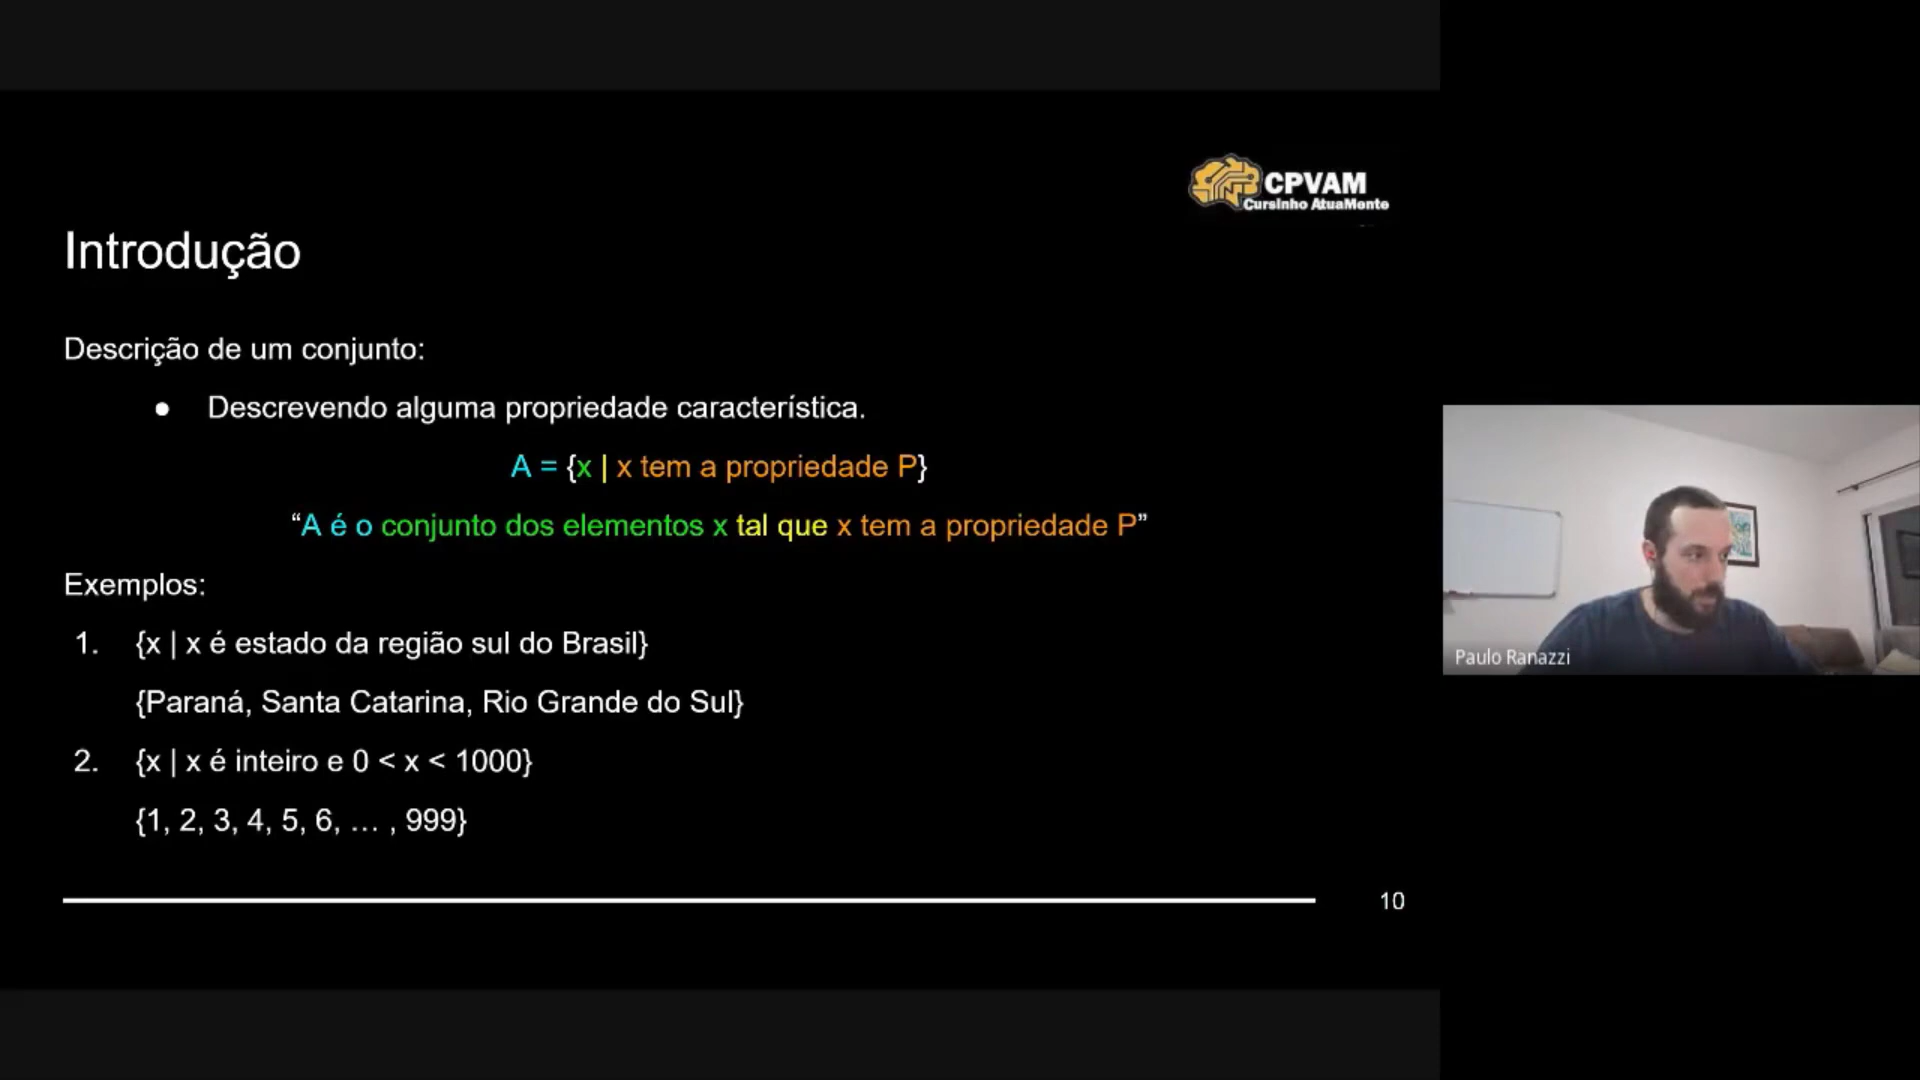 CPVAM
Cursinho AtuaMente
Introdução
Descrição de um conjunto:
● Descrevendo alguma propriedade característica.
A = {x | x tem a propriedade P}
“A é o conjunto dos elementos x tal que x tem a propriedade P”
Exemplos:
1. {x | x é estado da região sul do Brasil}
{Paraná, Santa Catarina, Rio Grande do Sul}
2. {x | x é inteiro e 0 < x < 1000}
{1, 2, 3, 4, 5, 6, … , 999}
10
Paulo Ranazzi